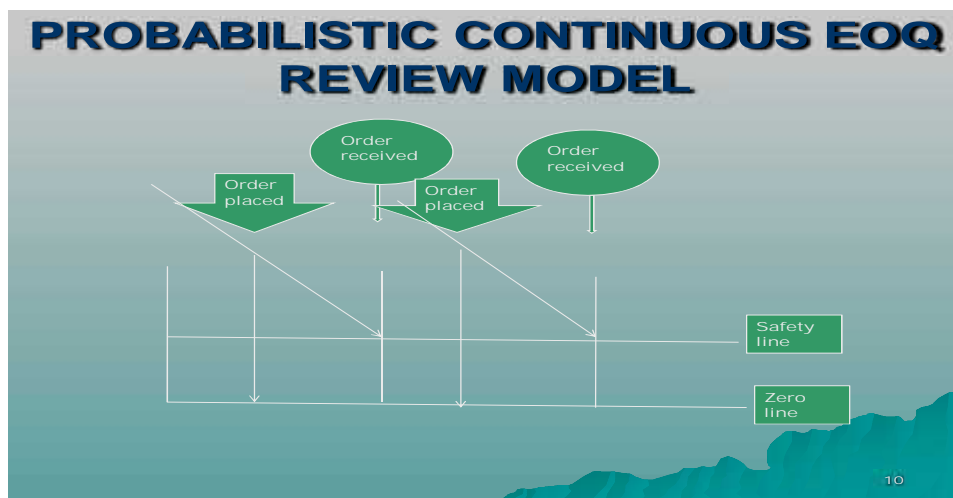 PROBABILISTIC CONTINUOUS EOQ
REVIEW MODEL
Order
received
Order
received
Order
placed
Order
placed
Safety
line
Zero
line
10